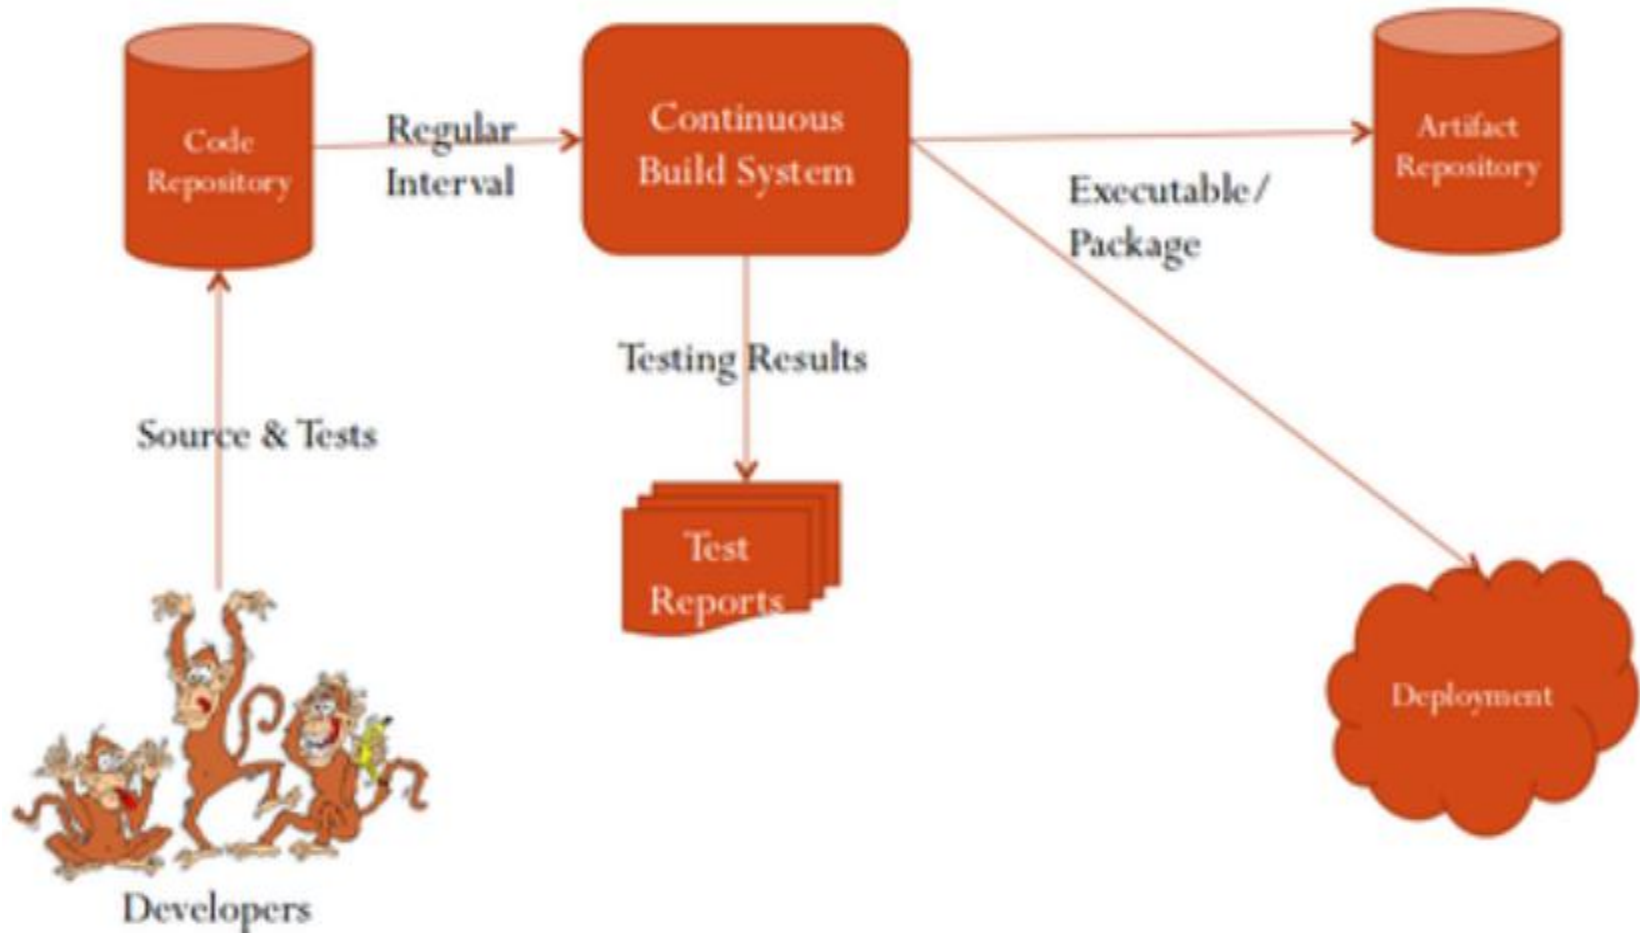 Code
Repository
Regular
Interval
Continuous
Build System
Executable/
Package
Artifact
Repository
Testing Results
Source & Tests
Test
Reports
Deployment
Developers